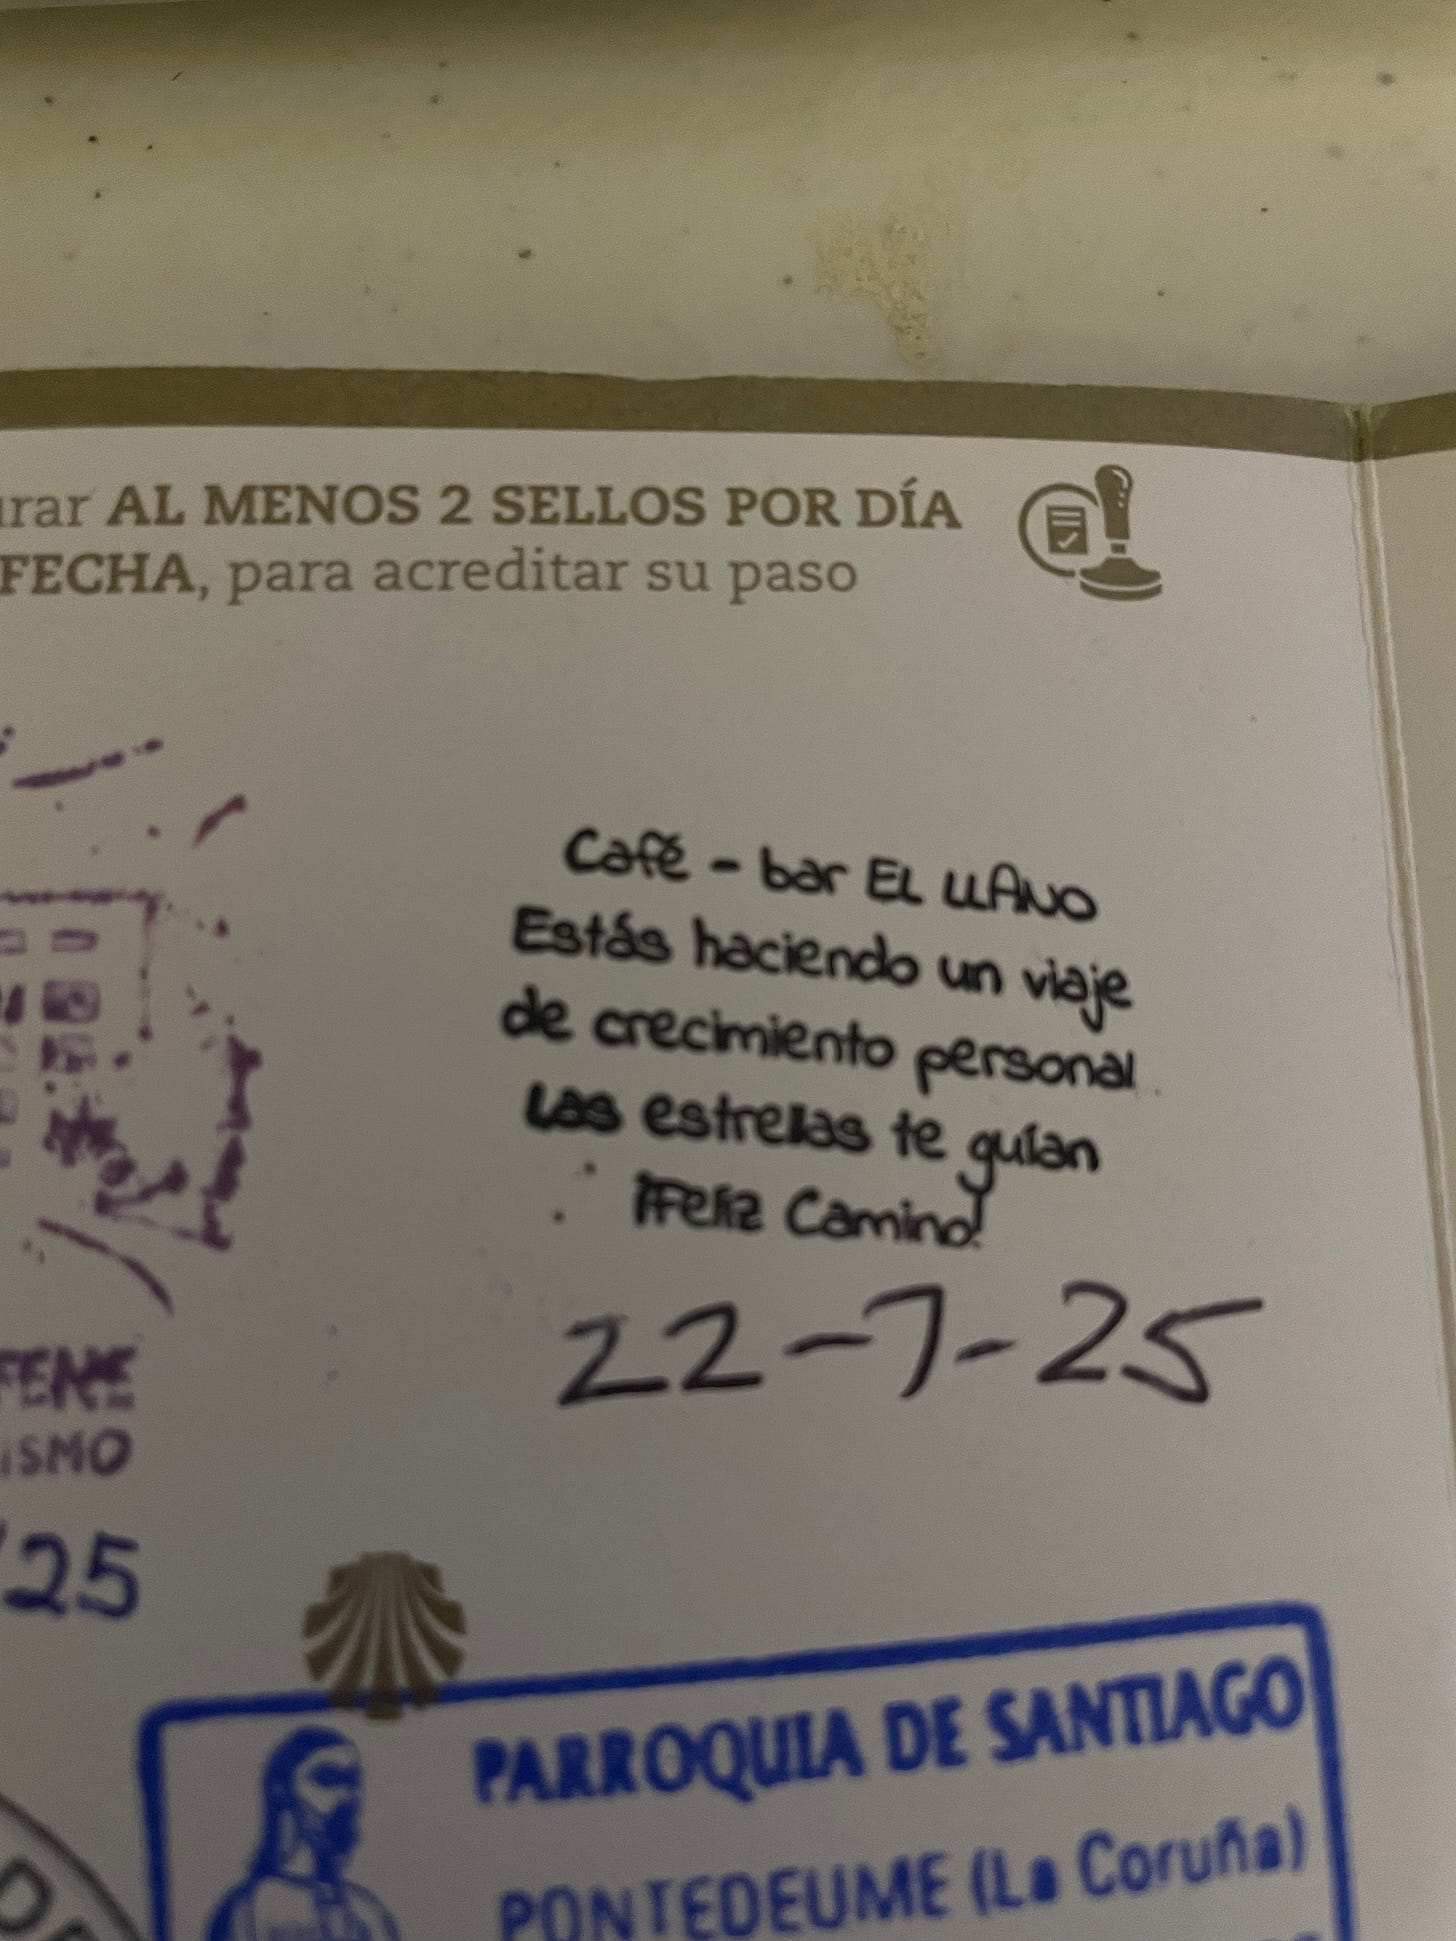 AL MENOS 2 SELLOS POR DÍA
FECHA, para acreditar su paso
Café - bar EL LLANO
Estás haciendo un viaje
de crecimiento personal
Las estrellas te guían
¡Feliz Camino!
22-7-25
FENE
25
PARROQUIA DE SANTIAGO
PONTEDEUME (La Coruña)